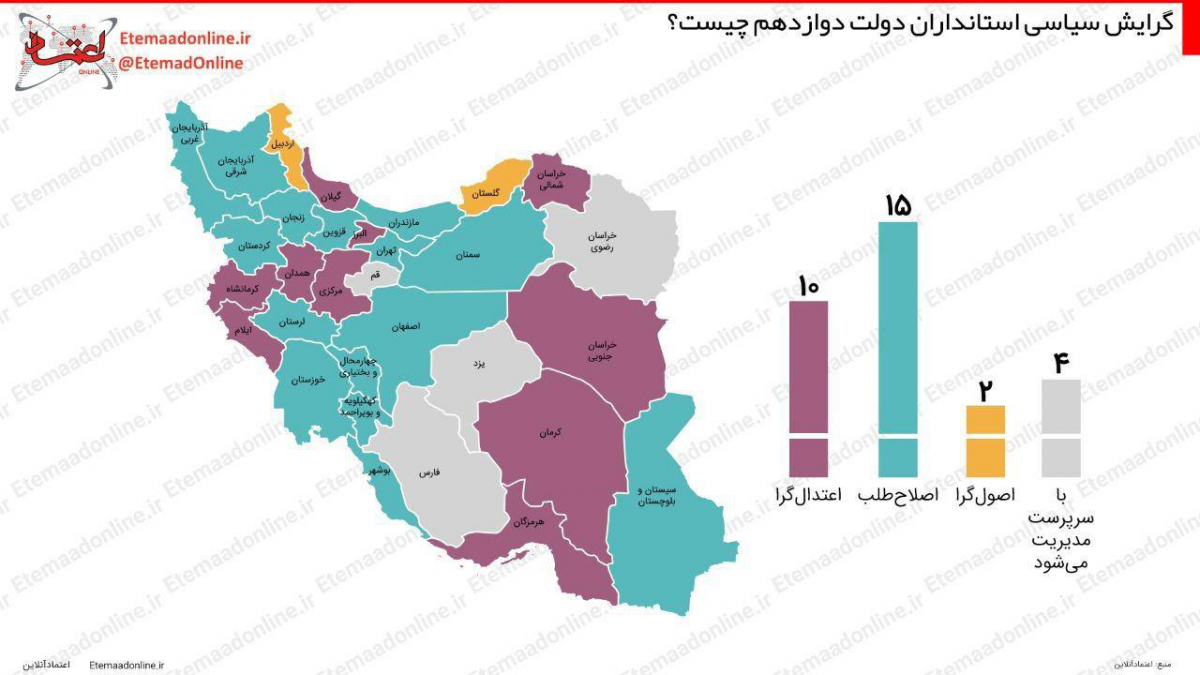 گرایش سیاسی استانداران دولت دوازدهم چیست؟
اعتماد
ONLINE
Etemaadonline.ir
@EtemadOnline
آذربایجان
غربی
آذربایجان
شرقی
اردبیل
گیلان
زنجان
قزوین
البرز
مازندران
تهران
گلستان
خراسان
شمالی
خراسان
رضوی
سمنان
کردستان
همدان
کرمانشاه
مرکزی
قم
ایلام
لرستان
اصفهان
خراسان
جنوبی
یزد
خوزستان
چهارمحال
و بختیاری
کهگیلویه
و بویراحمد
کرمان
فارس
بوشهر
سیستان و
بلوچستان
هرمزگان
۱۰
۱۵
۲
۴
اعتدال‌گرا
اصلاح‌طلب
اصول‌گرا
با
سرپرست
مدیریت
می‌شود
منبع: اعتمادآنلاین
Etemaadonline.ir
اعتمادآنلاین